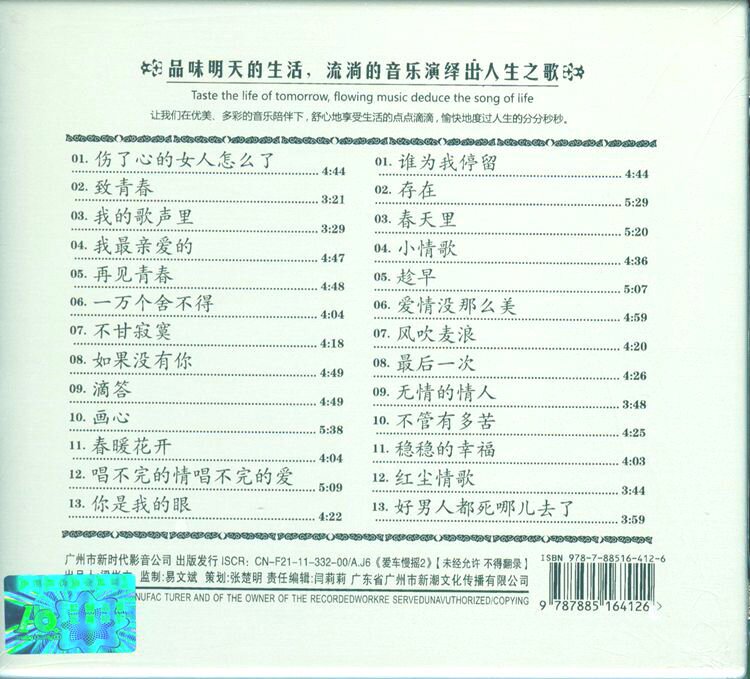 品味明天的生活，流淌的音乐演绎出人生之歌
Taste the life of tomorrow, flowing music deduce the song of life
让我们在优美、多彩的音乐陪伴下，舒心地享受生活的点点滴滴，愉快地度过人生的分分秒秒。
01. 伤了心的女人怎么了 4:44
02. 致青春 3:21
03. 我的歌声里 3:29
04. 我最亲爱的 4:47
05. 再见青春 4:48
06. 一万个舍不得 4:04
07. 不甘寂寞 4:18
08. 如果没有你 4:49
09. 滴答 4:49
10. 画心 5:38
11. 春暖花开 4:04
12. 唱不完的情唱不完的爱 5:09
13. 你是我的眼 4:22
01. 谁为我停留 4:44
02. 存在 5:29
03. 春天里 5:20
04. 小情歌 4:36
05. 趁早 5:07
06. 爱情没那么美 4:59
07. 风吹麦浪 4:20
08. 最后一次 4:26
09. 无情的情人 3:48
10. 不管有多苦 4:25
11. 稳稳的幸福 4:03
12. 红尘情歌 3:44
13. 好男人都死哪儿去了 3:59
广州市新时代影音公司 出版发行 ISCR: CN-F21-11-332-00/A.J6《爱车慢摇2》【未经允许 不得翻录】
监制:易文斌 策划:张楚明 责任编辑:闫莉莉 广东省广州市新潮文化传播有限公司
NUFAC TURER AND OF THE OWNER OF THE RECORDEDWORKRE SERVEDUNAVTHORIZED/COPYING
ISBN 978-7-88516-412-6
9 787885 164126 >